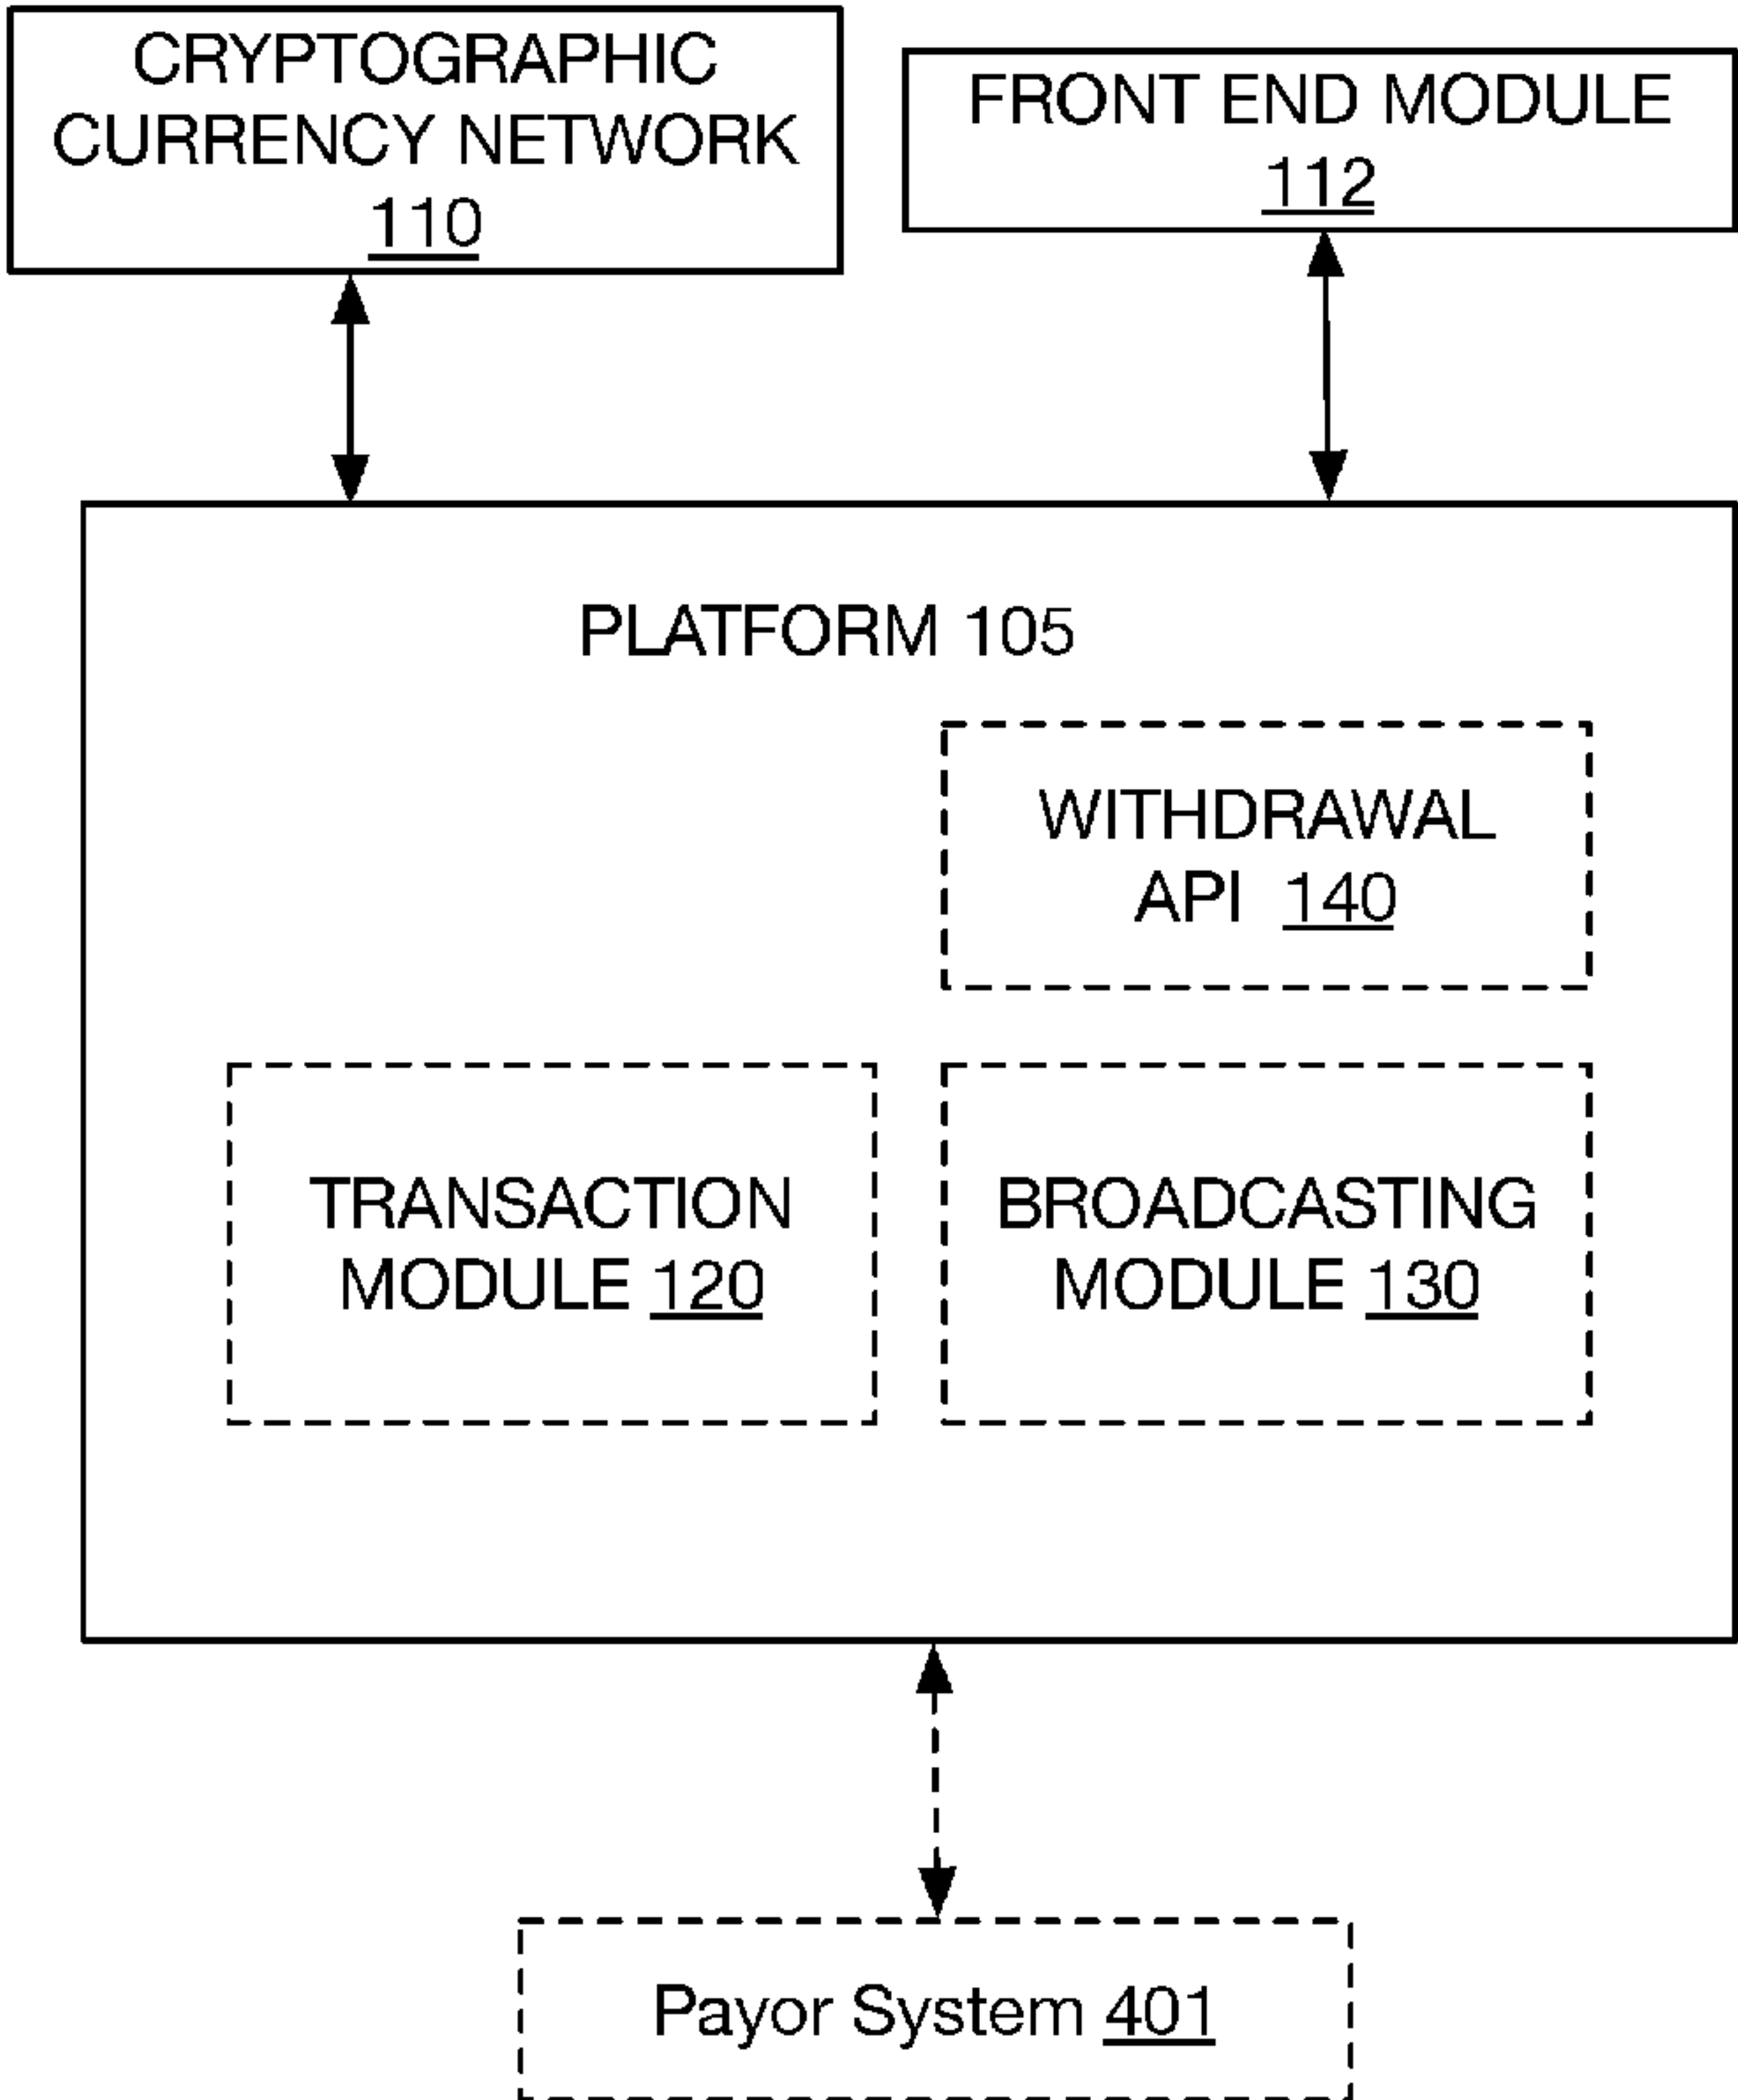 CRYPTOGRAPHIC
CURRENCY NETWORK
110
FRONT END MODULE
112
PLATFORM 105
WITHDRAWAL
API 140
TRANSACTION
MODULE 120
BROADCASTING
MODULE 130
Payor System 401